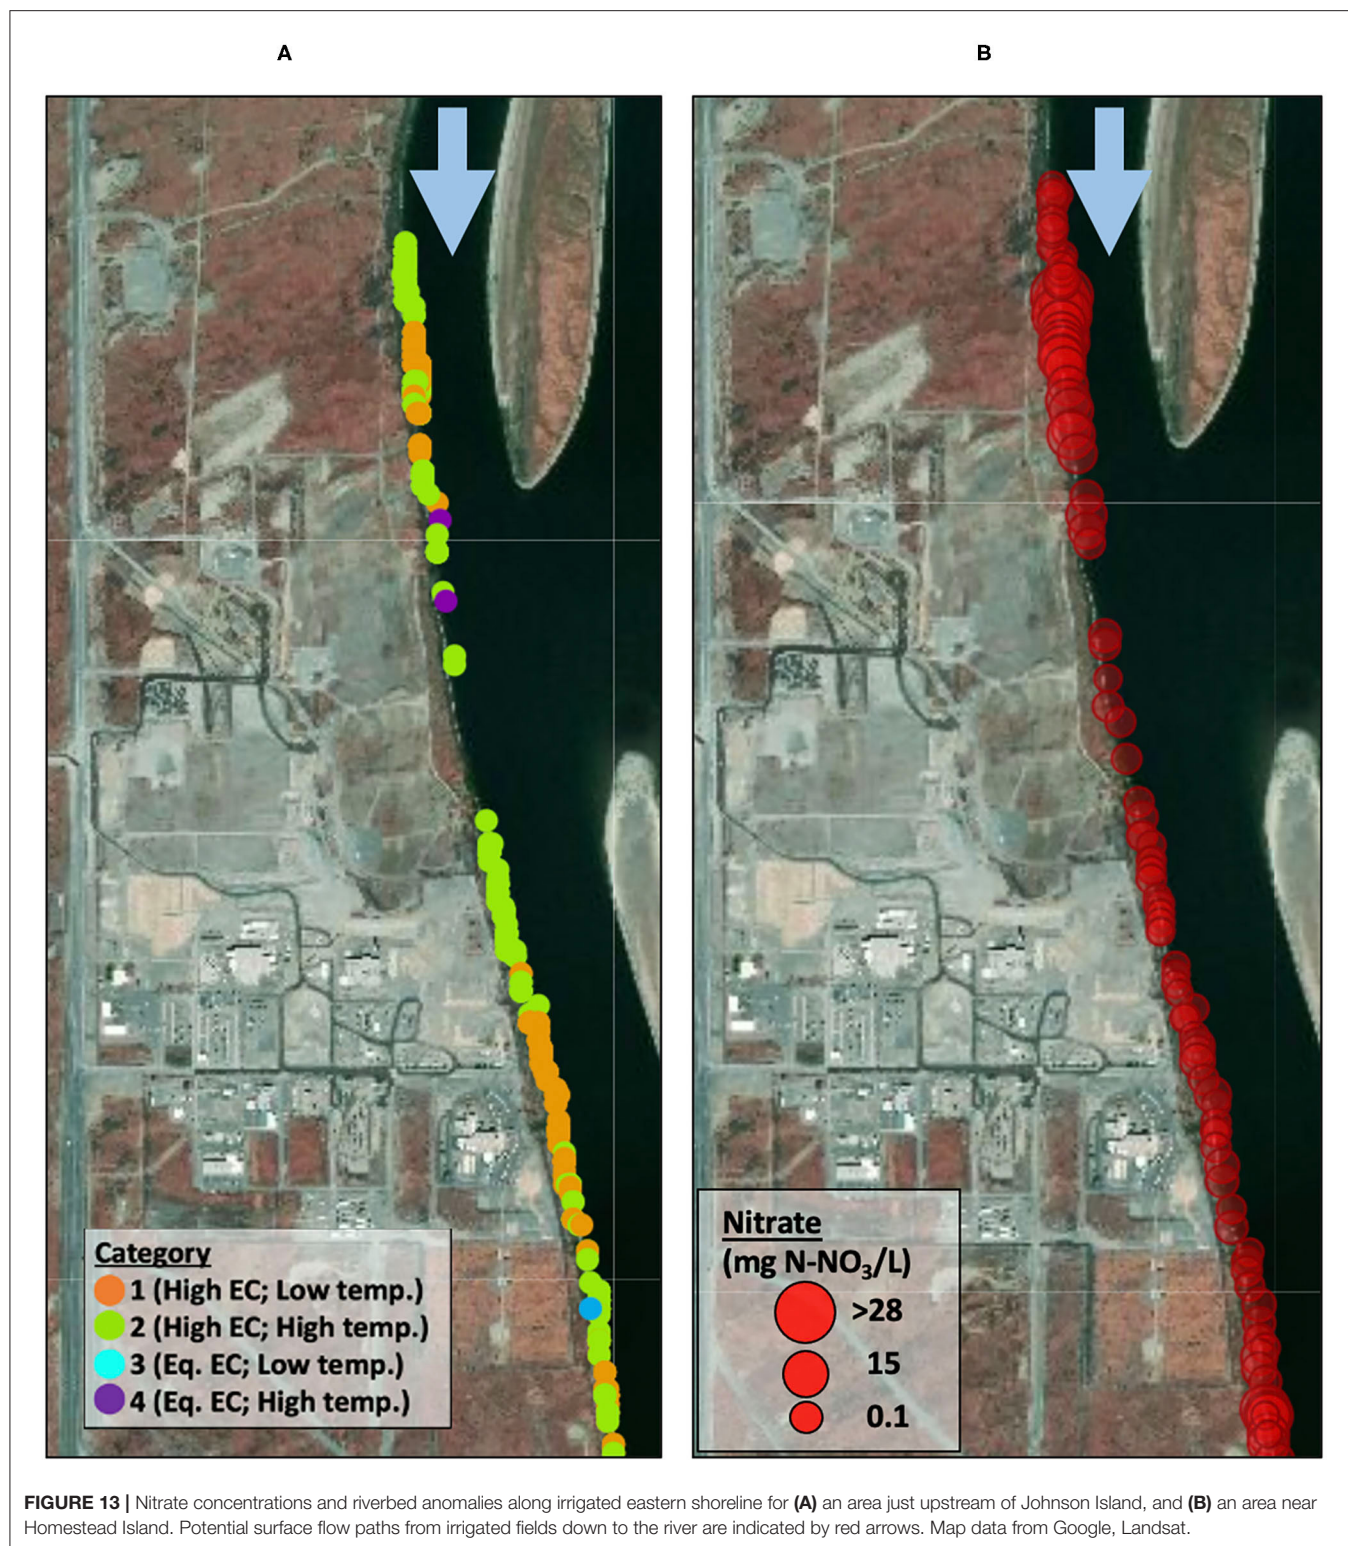 A
B
Category
1 (High EC; Low temp.)
2 (High EC; High temp.)
3 (Eq. EC; Low temp.)
4 (Eq. EC; High temp.)
Nitrate
(mg N-NO₃/L)
>28
15
0.1
FIGURE 13 | Nitrate concentrations and riverbed anomalies along irrigated eastern shoreline for (A) an area just upstream of Johnson Island, and (B) an area near
Homestead Island. Potential surface flow paths from irrigated fields down to the river are indicated by red arrows. Map data from Google, Landsat.